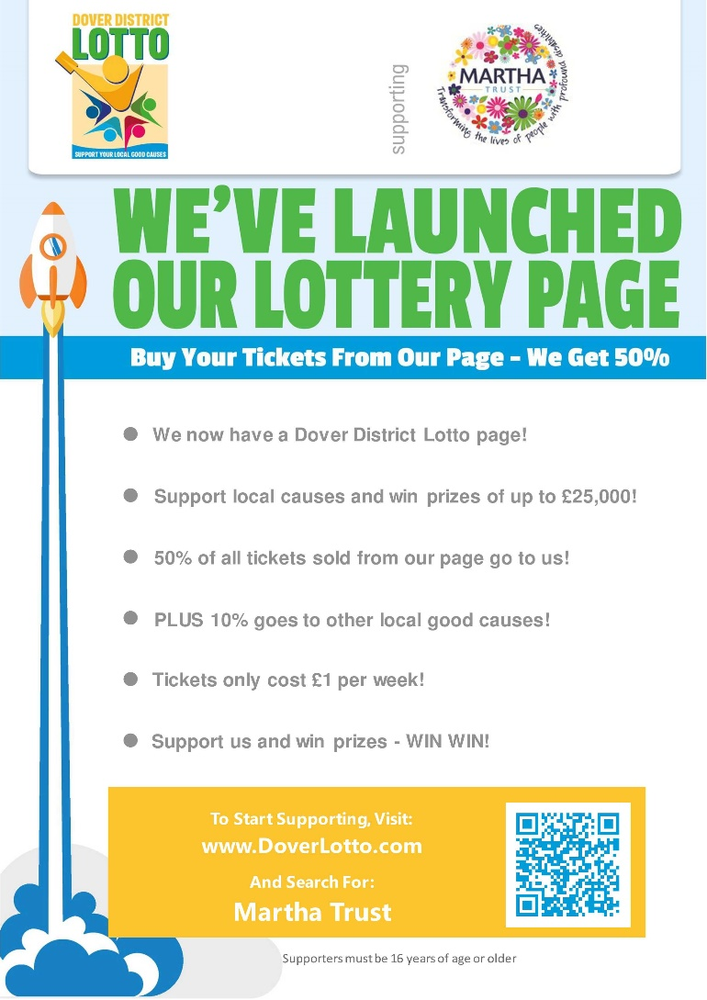 DOVER DISTRICT
LOTTO
SUPPORT YOUR LOCAL GOOD CAUSES
supporting
MARTHA
TRUST
Transforming the lives of people with profound disabilities
WE'VE LAUNCHED
OUR LOTTERY PAGE
Buy Your Tickets From Our Page - We Get 50%
● We now have a Dover District Lotto page!
● Support local causes and win prizes of up to £25,000!
● 50% of all tickets sold from our page go to us!
● PLUS 10% goes to other local good causes!
● Tickets only cost £1 per week!
● Support us and win prizes - WIN WIN!
To Start Supporting, Visit:
www.DoverLotto.com
And Search For:
Martha Trust
Supporters must be 16 years of age or older